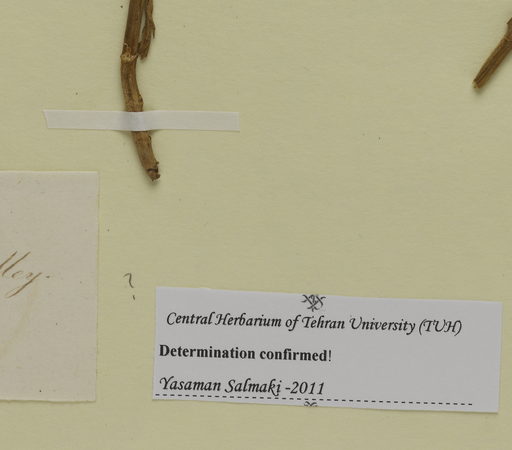 ?
Central Herbarium of Tehran University (TUH)
Determination confirmed!
Yasaman Salmaki -2011